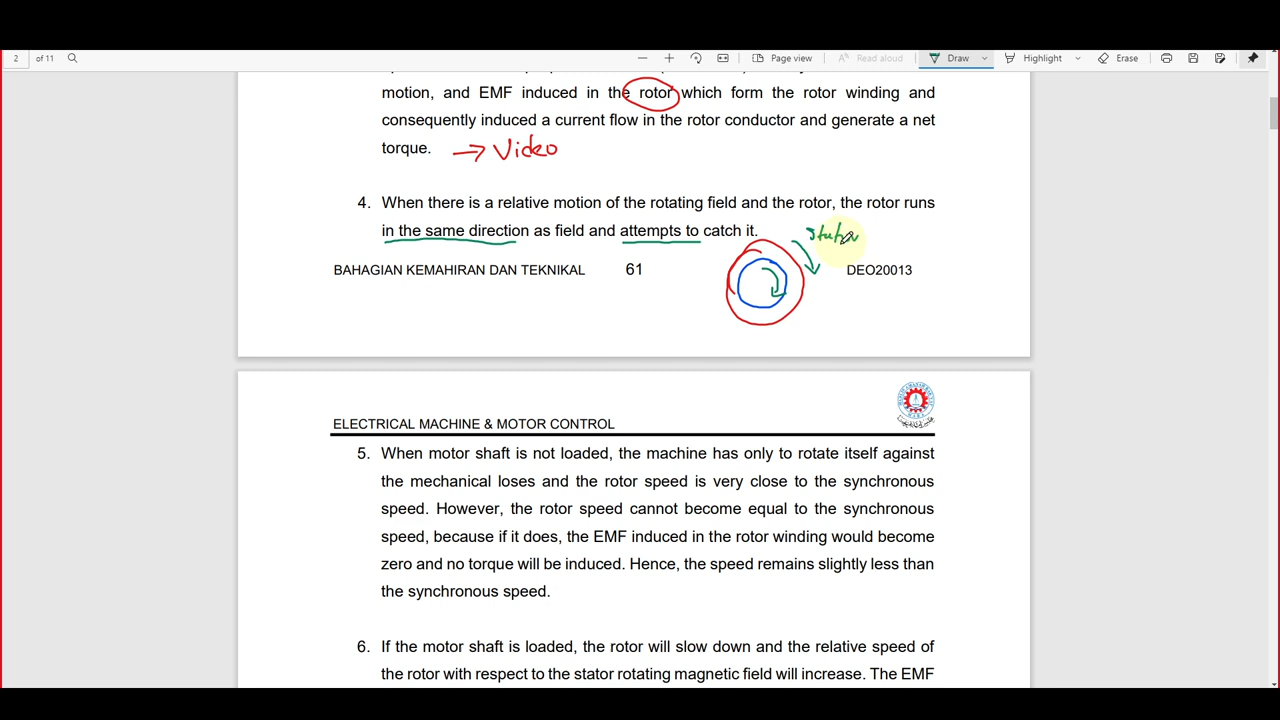 2 of 11
Page view
Read aloud
Draw
Highlight
Erase
motion, and EMF induced in the rotor which form the rotor winding and
consequently induced a current flow in the rotor conductor and generate a net
torque. → Video
4. When there is a relative motion of the rotating field and the rotor, the rotor runs
in the same direction as field and attempts to catch it.
stator
BAHAGIAN KEMAHIRAN DAN TEKNIKAL 61 DEO20013
ELECTRICAL MACHINE & MOTOR CONTROL
5. When motor shaft is not loaded, the machine has only to rotate itself against
the mechanical loses and the rotor speed is very close to the synchronous
speed. However, the rotor speed cannot become equal to the synchronous
speed, because if it does, the EMF induced in the rotor winding would become
zero and no torque will be induced. Hence, the speed remains slightly less than
the synchronous speed.
6. If the motor shaft is loaded, the rotor will slow down and the relative speed of
the rotor with respect to the stator rotating magnetic field will increase. The EMF